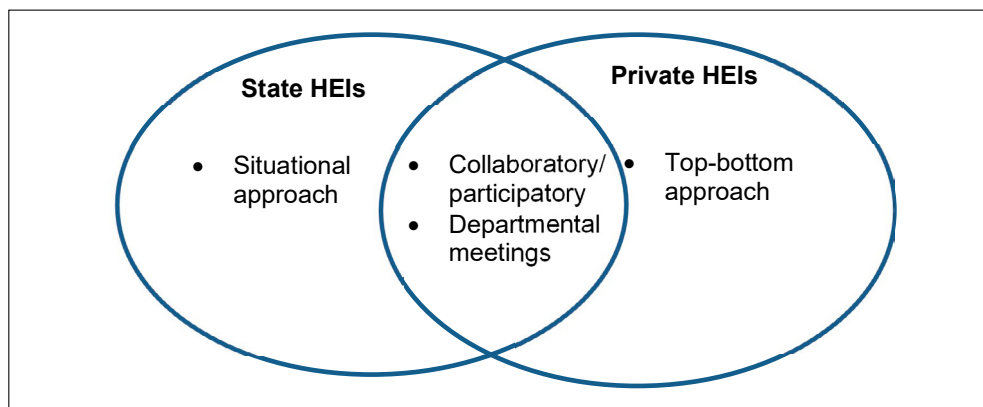 State HEIs
• Situational
approach
• Collaboratory/
participatory
• Departmental
meetings
Private HEIs
• Top-bottom
approach